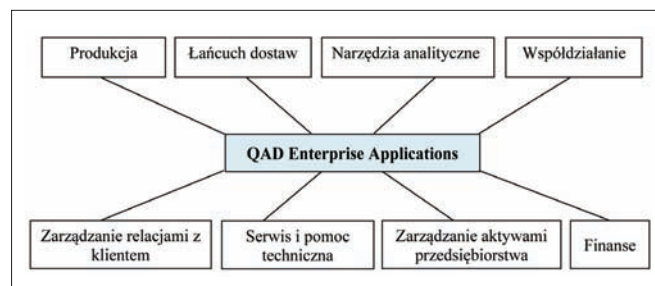 Produkcja
Łańcuch dostaw
Narzędzia analityczne
Współdziałanie
QAD Enterprise Applications
Zarządzanie relacjami z
klientem
Serwis i pomoc
techniczna
Zarządzanie aktywami
przedsiębiorstwa
Finanse